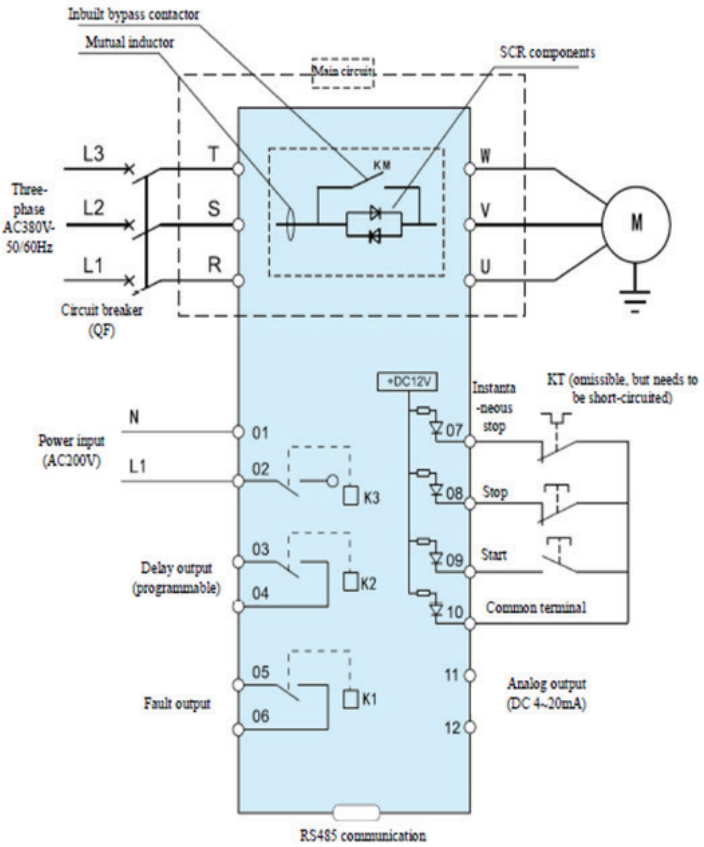 Inbuilt bypass contactor
Mutual inductor
SCR components
Main circuit
L3
T
KM
W
Three-
phase
AC380V-
50/60Hz
L2
S
V
M
L1
R
U
Circuit breaker
(QF)
+DC12V
Instanta
-neous
stop
KT (omissible, but needs to
be short-circuited)
N
01
07
Power input
(AC200V)
L1
02
K3
08
Stop
03
Delay output
(programmable)
K2
04
09
Start
10
Common terminal
05
Fault output
K1
06
11
Analog output
(DC 4~20mA)
12
RS485 communication